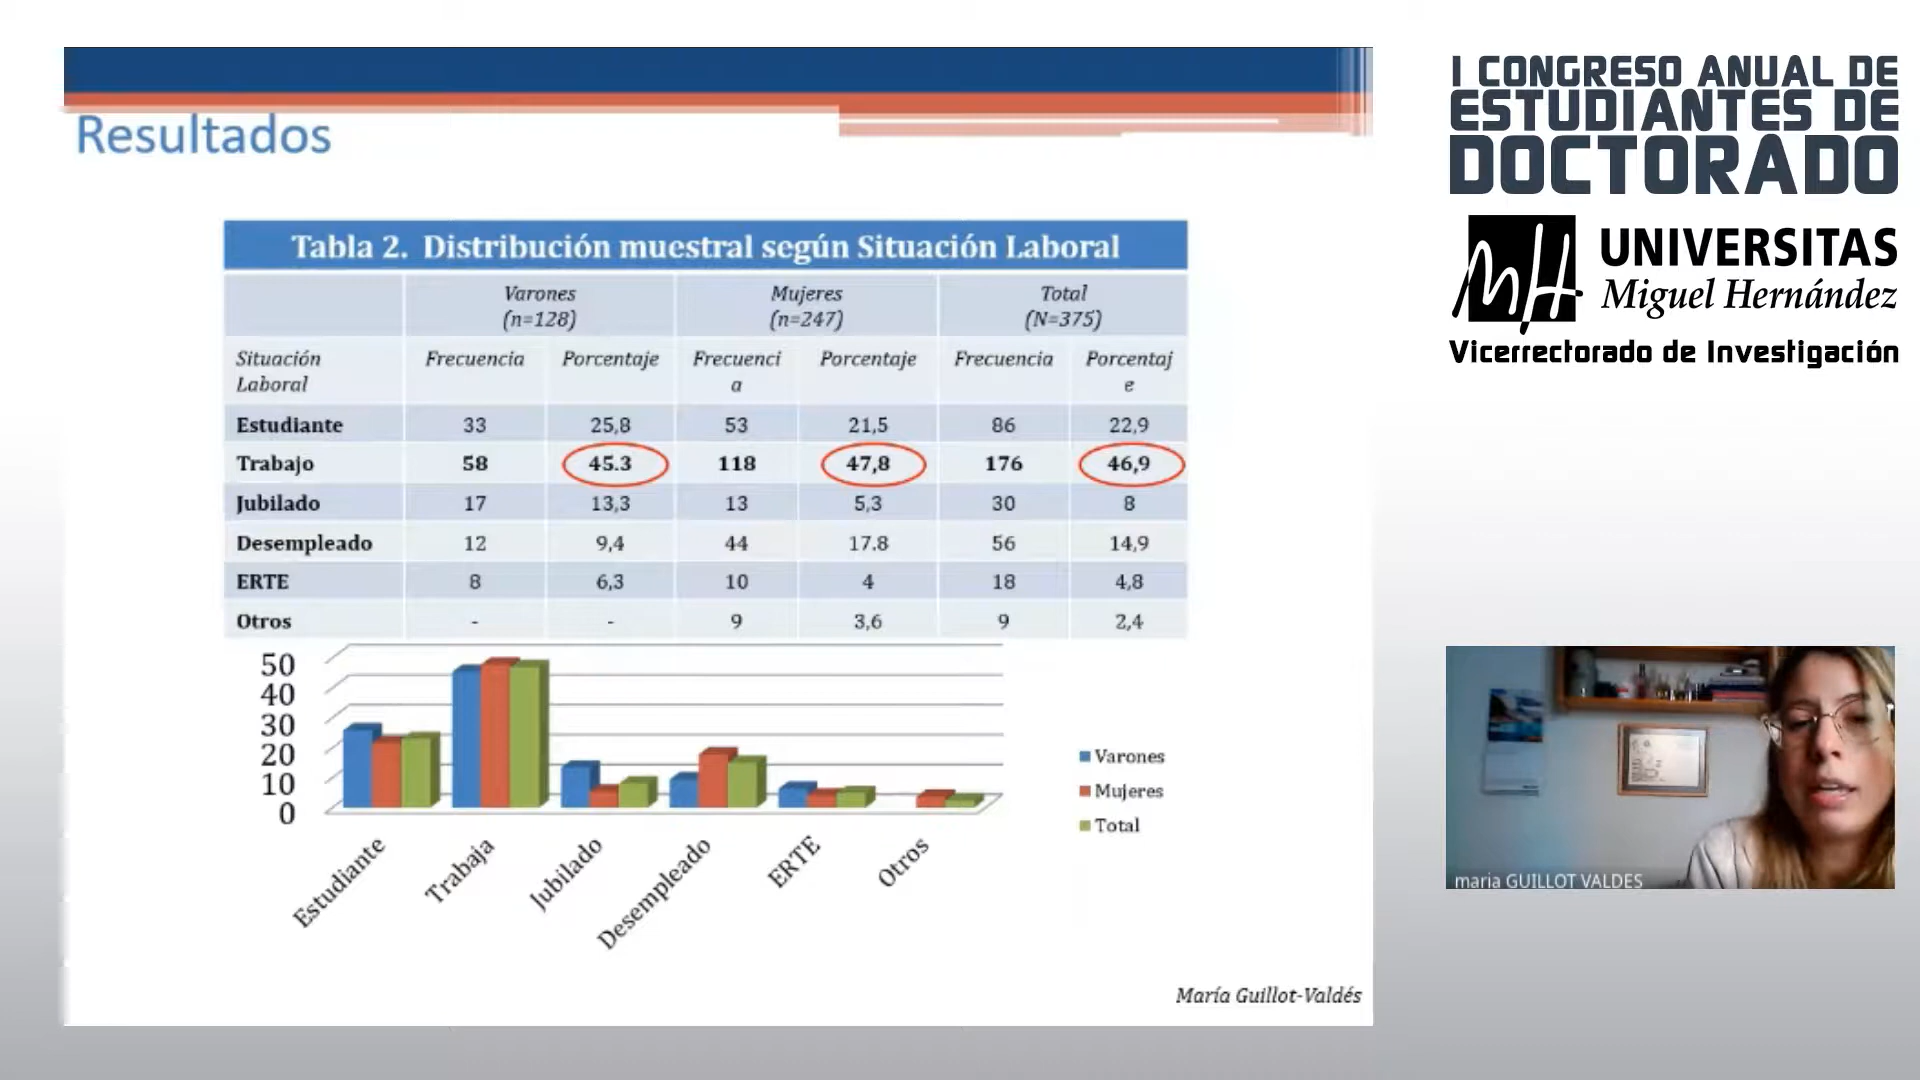 Resultados
Tabla 2. Distribución muestral según Situación Laboral
Varones (n=128) Mujeres (n=247) Total (N=375)
Situación Laboral Frecuencia Porcentaje Frecuencia Porcentaje Frecuencia Porcentaje
Estudiante 33 25,8 53 21,5 86 22,9
Trabajo 58 45.3 118 47,8 176 46,9
Jubilado 17 13,3 13 5,3 30 8
Desempleado 12 9,4 44 17.8 56 14,9
ERTE 8 6,3 10 4 18 4,8
Otros - - 9 3,6 9 2,4
50
40
30
20
10
0
Estudiante Trabaja Jubilado Desempleado ERTE Otros
Varones
Mujeres
Total
María Guillot-Valdés
I CONGRESO ANUAL DE
ESTUDIANTES DE
DOCTORADO
UNIVERSITAS
Miguel Hernández
Vicerrectorado de Investigación
maria GUILLOT VALDES